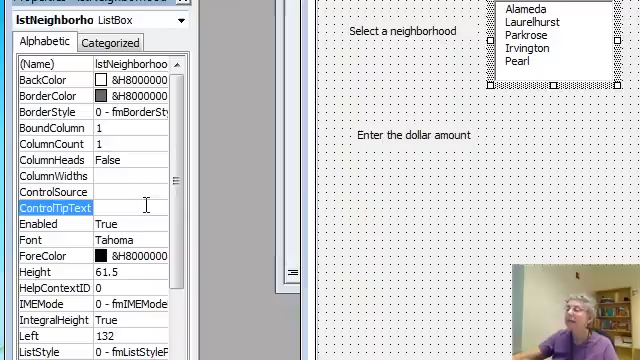 lstNeighborho ListBox
Alphabetic Categorized
(Name) lstNeighborhoo
BackColor &H8000000
BorderColor &H8000000
BorderStyle 0 - fmBorderSty
BoundColumn 1
ColumnCount 1
ColumnHeads False
ColumnWidths
ControlSource
ControlTipText
Enabled True
Font Tahoma
ForeColor &H8000000
Height 61.5
HelpContextID 0
IMEMode 0 - fmIMEMode
IntegralHeight True
Left 132
ListStyle 0 - fmListStyleP
Select a neighborhood
Alameda
Laurelhurst
Parkrose
Irvington
Pearl
Enter the dollar amount